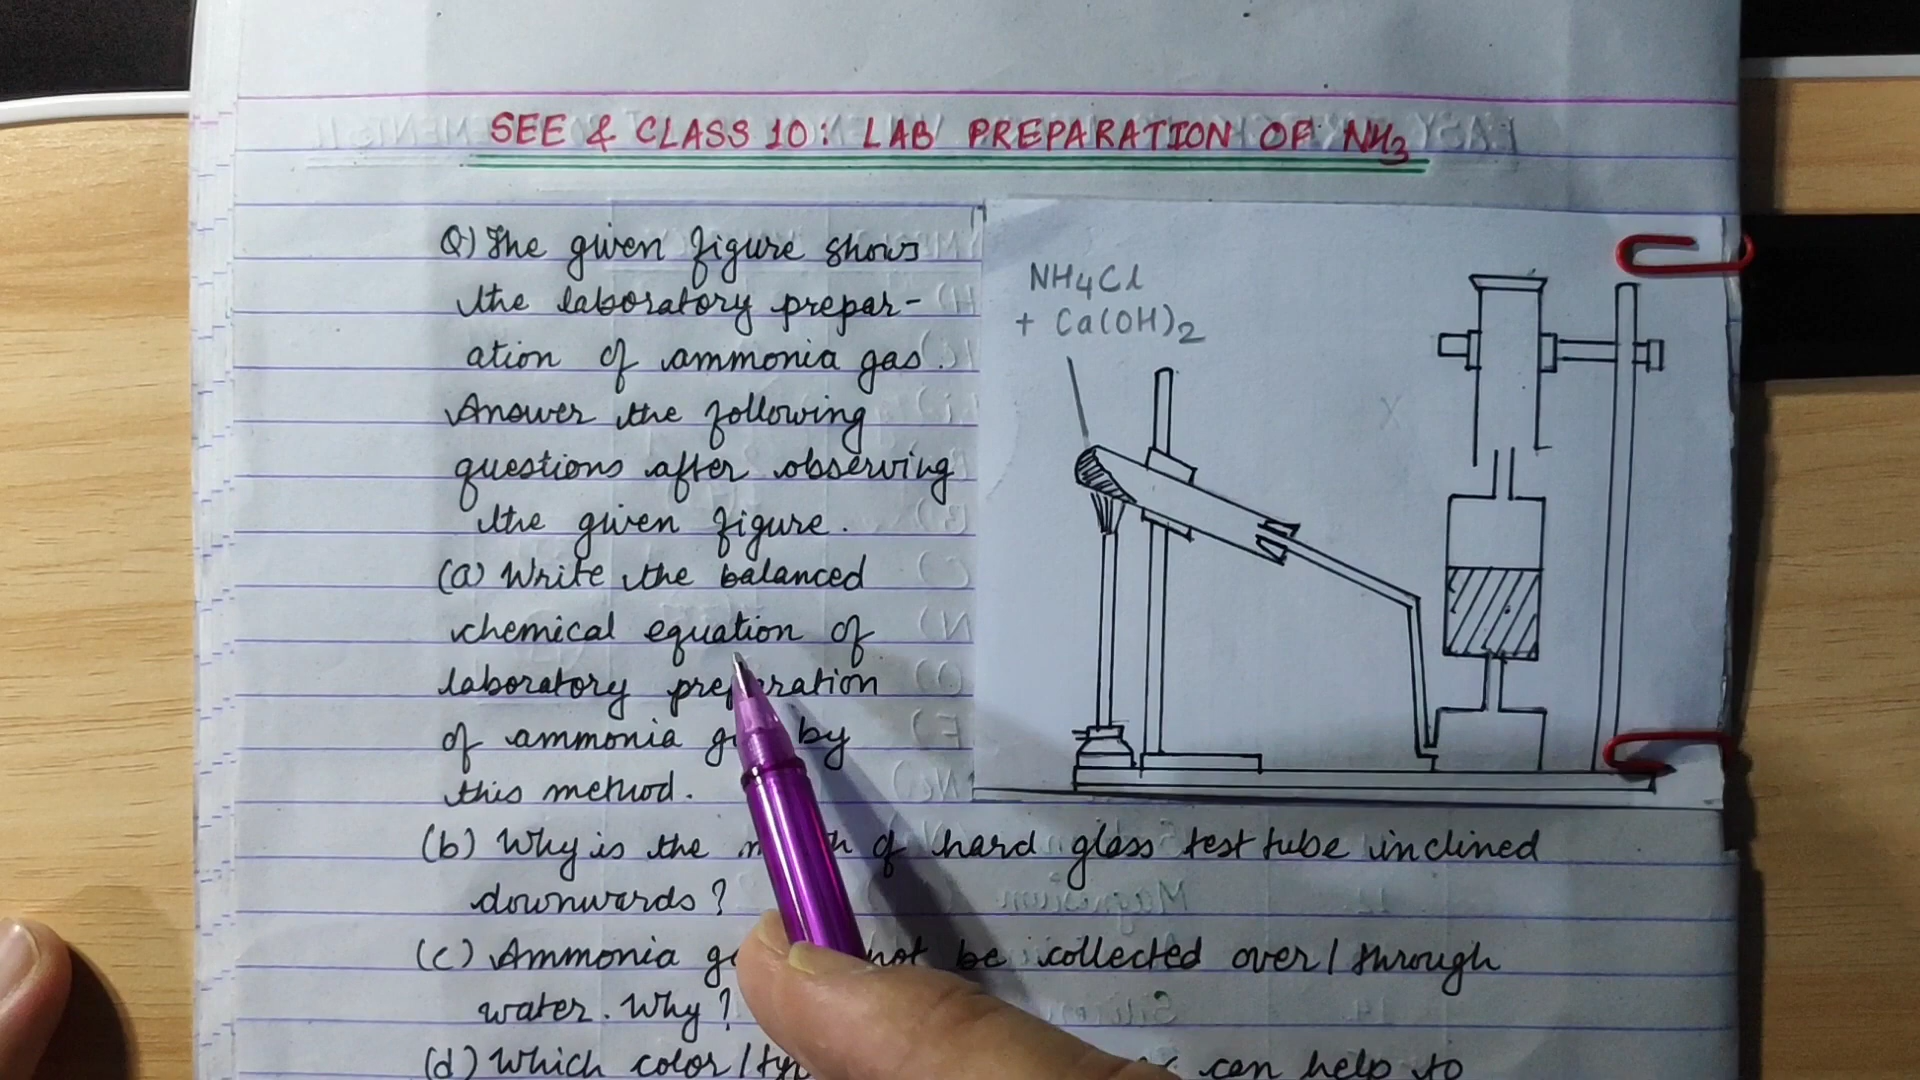 SEE & CLASS 10: LAB PREPARATION OF NH3
Q) The given figure shows
the laboratory prepar-
ation of ammonia gas.
Answer the following
questions after observing
the given figure.
(a) Write the balanced
chemical equation of
laboratory preparation
of ammonia by
this method.
NH4Cl
+ Ca(OH)2
(b) Why is the of hard glass test tube inclined
downwards?
(c) Ammonia not be collected over/through
water. Why?
(d) Which color/ can help to